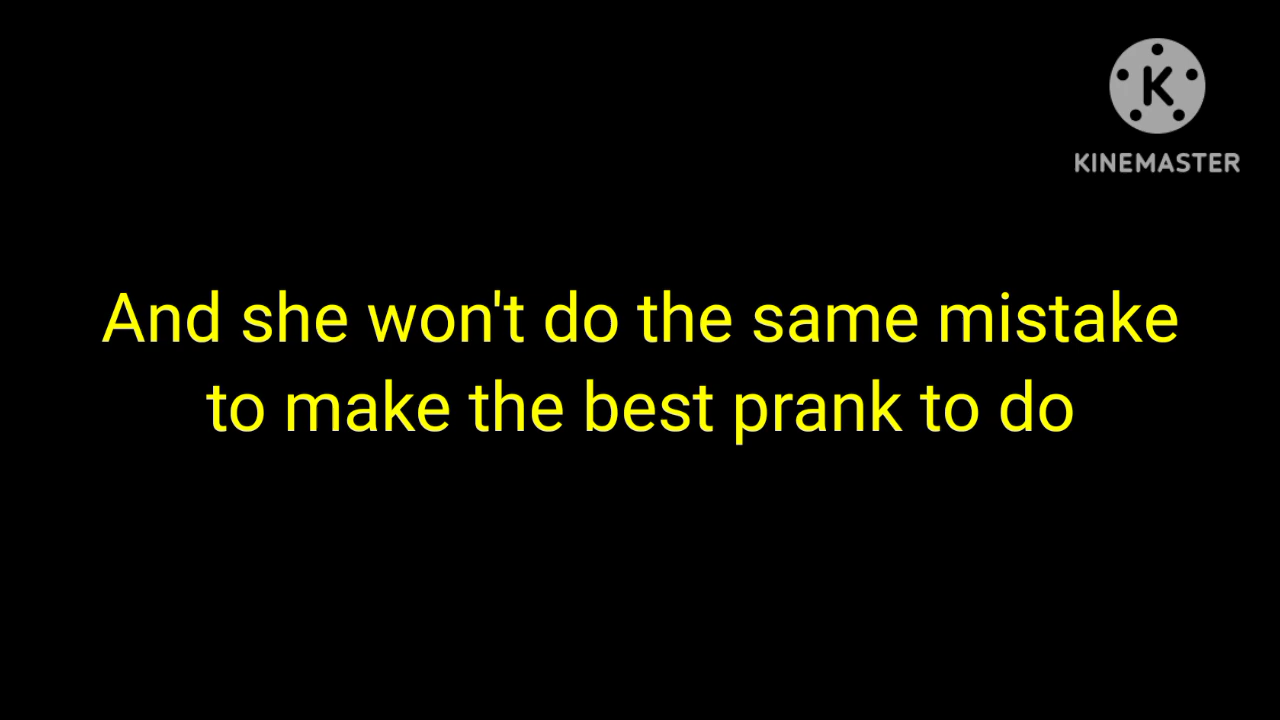 K
KINEMASTER
And she won't do the same mistake
to make the best prank to do